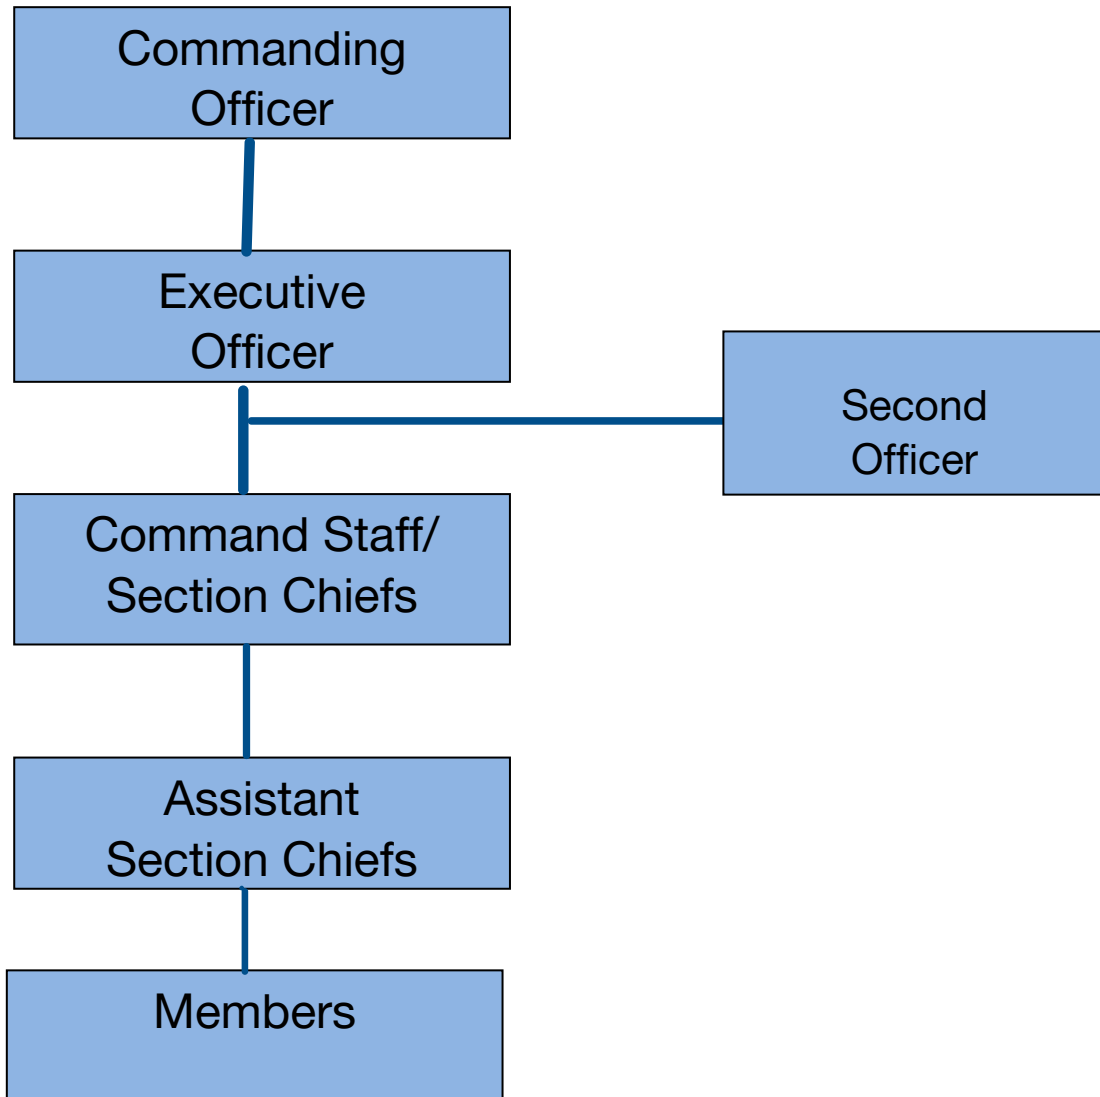 Commanding
Officer
Executive
Officer
Second
Officer
Command Staff/
Section Chiefs
Assistant
Section Chiefs
Members